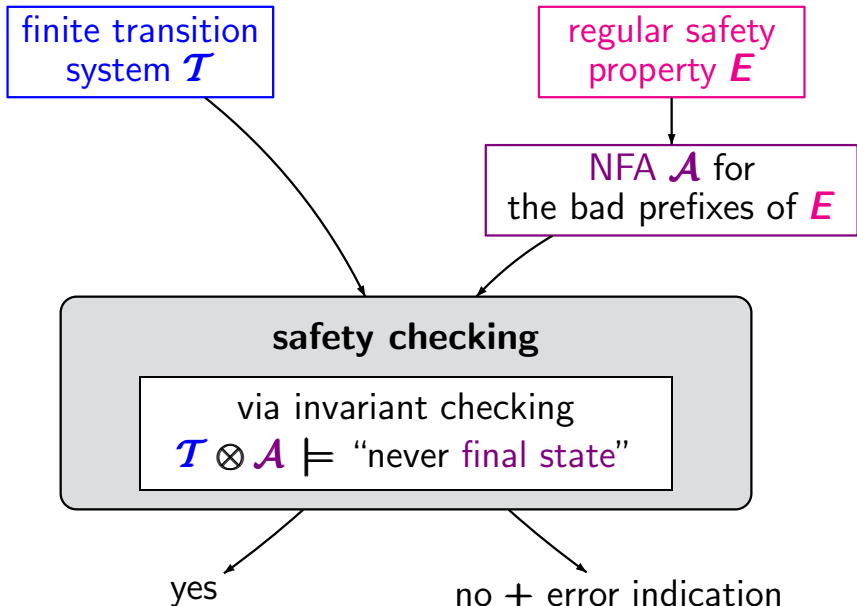 finite transition
system 𝓣
regular safety
property E
NFA 𝓐 for
the bad prefixes of E
safety checking
via invariant checking
𝓣 ⊗ 𝓐 ⊨ “never final state”
yes
no + error indication